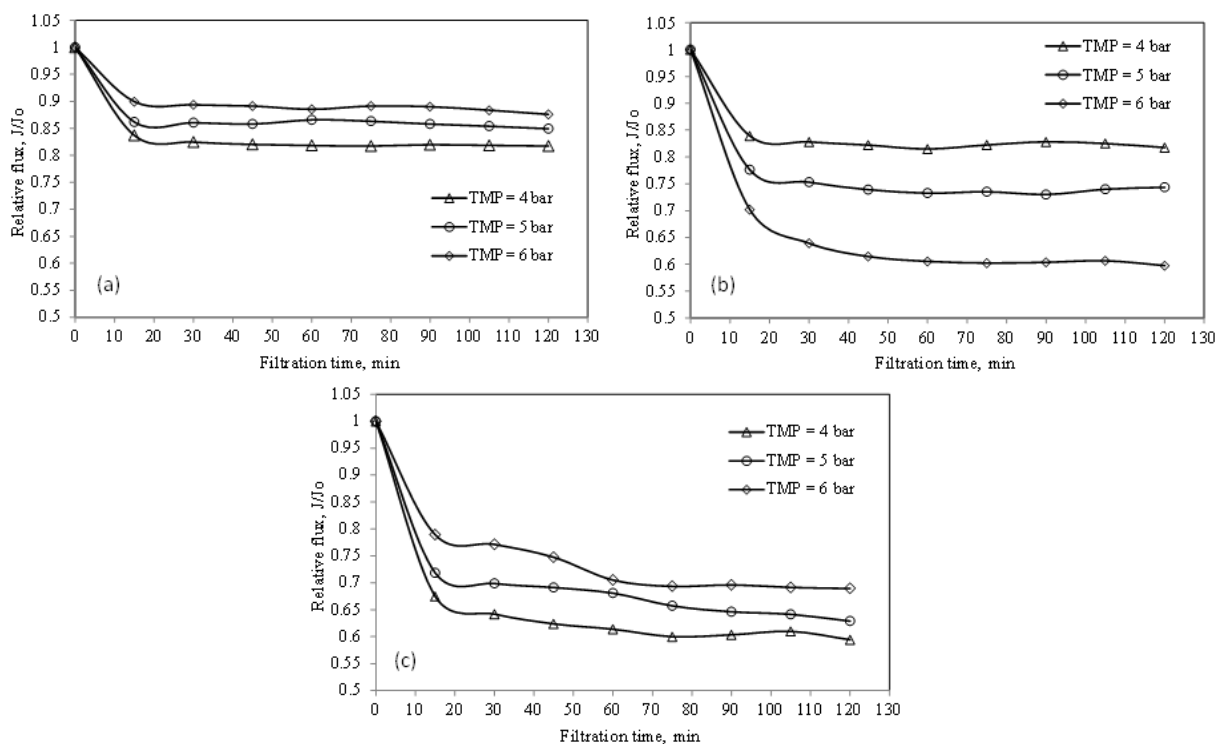 1.05
1
0.95
0.9
0.85
0.8
0.75
0.7
0.65
0.6
0.55
0.5
Relative flux, J/Jo
TMP = 4 bar
TMP = 5 bar
TMP = 6 bar
(a)
0 10 20 30 40 50 60 70 80 90 100 110 120 130
Filtration time, min
1.05
1
0.95
0.9
0.85
0.8
0.75
0.7
0.65
0.6
0.55
0.5
Relative flux, J/Jo
TMP = 4 bar
TMP = 5 bar
TMP = 6 bar
(b)
0 10 20 30 40 50 60 70 80 90 100 110 120 130
Filtration time, min
1.05
1
0.95
0.9
0.85
0.8
0.75
0.7
0.65
0.6
0.55
0.5
Relative flux, J/Jo
TMP = 4 bar
TMP = 5 bar
TMP = 6 bar
(c)
0 10 20 30 40 50 60 70 80 90 100 110 120 130
Filtration time, min